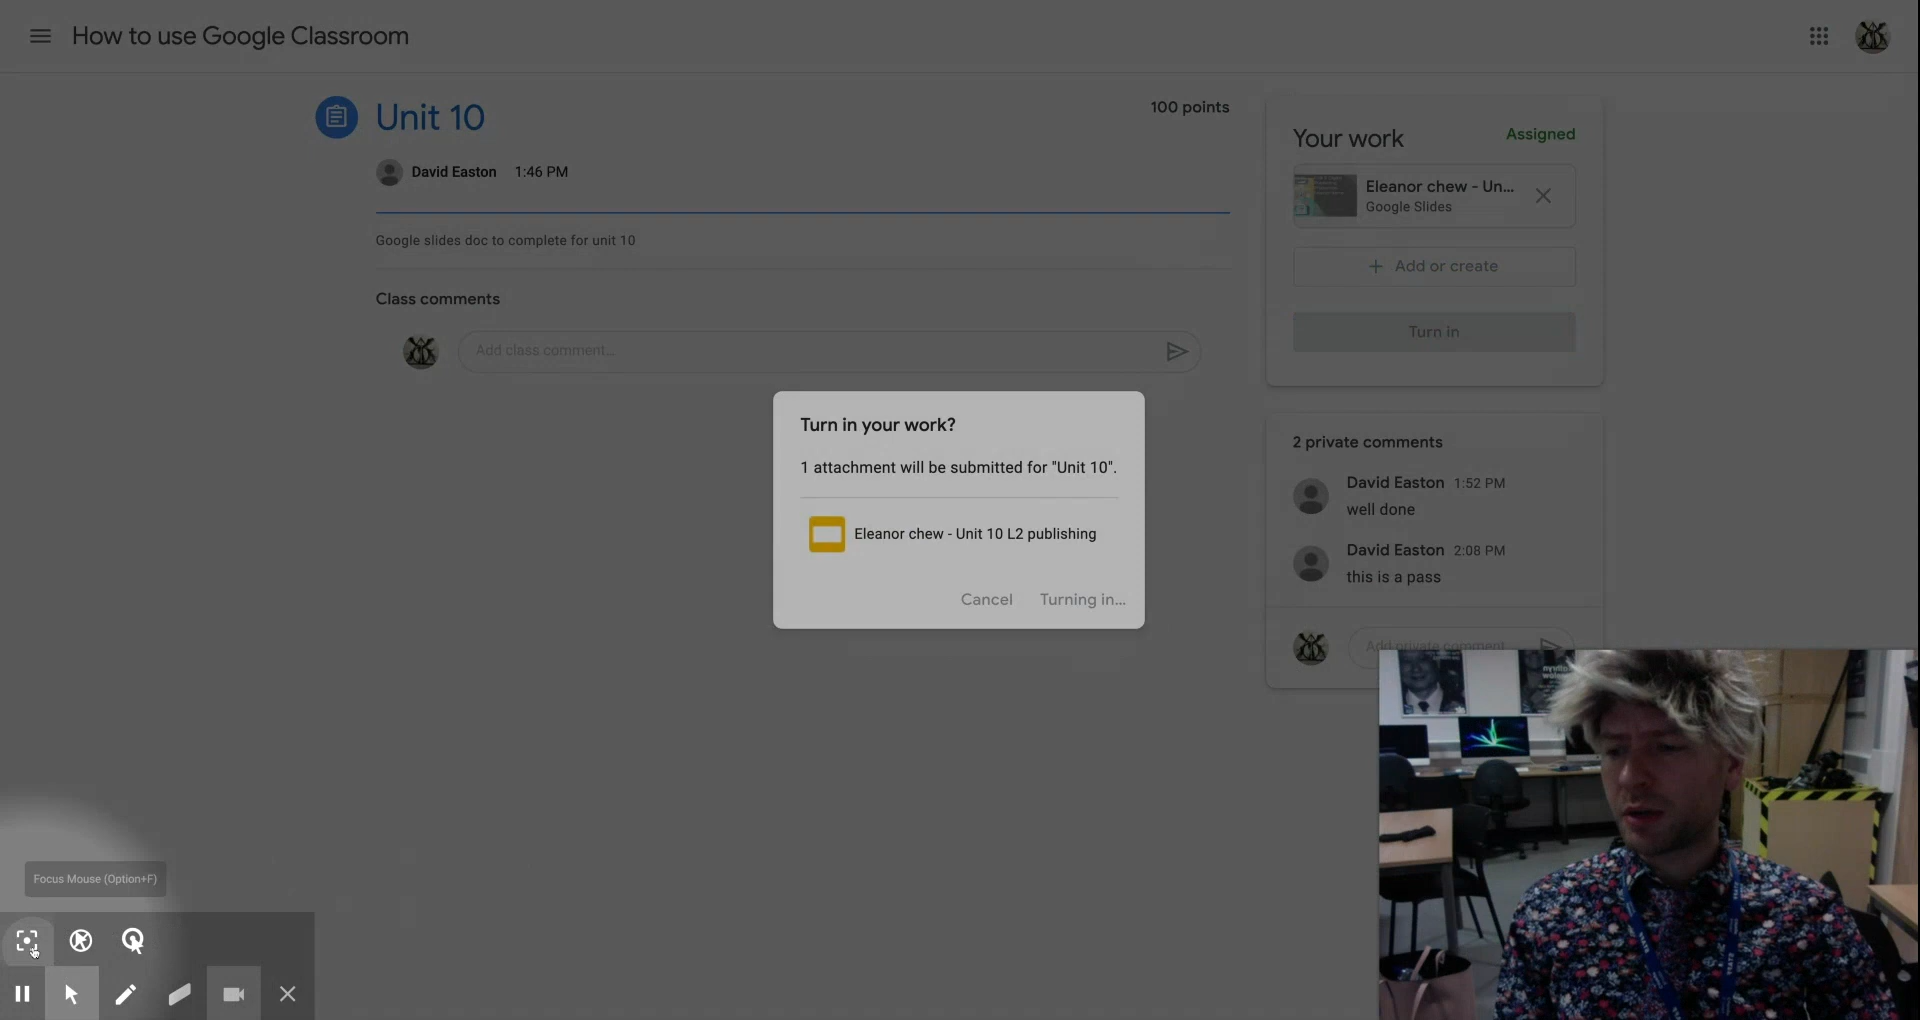 How to use Google Classroom
Unit 10
100 points
David Easton 1:46 PM
Google slides doc to complete for unit 10
Class comments
Add class comment...
Your work
Assigned
Eleanor chew - Un...
Google Slides
+ Add or create
Turn in
Turn in your work?
1 attachment will be submitted for "Unit 10".
Eleanor chew - Unit 10 L2 publishing
Cancel Turning in...
2 private comments
David Easton 1:52 PM
well done
David Easton 2:08 PM
this is a pass
Add private comment...
Focus Mouse (Option+F)